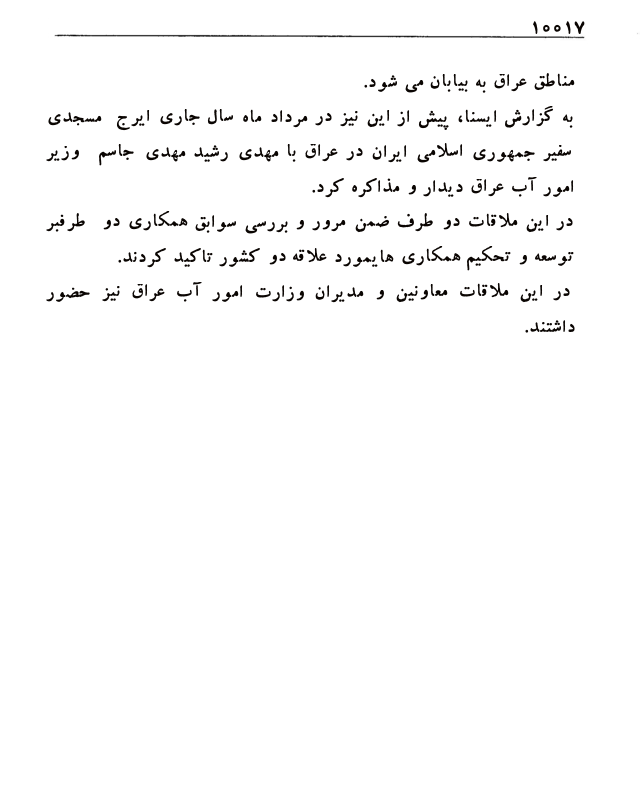 ۱۰۰۱۷
مناطق عراق به بیابان می شود.
به گزارش ایسنا، پیش از این نیز در مرداد ماه سال جاری ایرج مسجدی
سفیر جمهوری اسلامی ایران در عراق با مهدی رشید مهدی جاسم وزیر
امور آب عراق دیدار و مذاکره کرد.
در این ملاقات دو طرف ضمن مرور و بررسی سوابق همکاری دو طرفبر
توسعه و تحکیم همکاری هایمورد علاقه دو کشور تاکید کردند.
در این ملاقات معاونین و مدیران وزارت امور آب عراق نیز حضور
داشتند.